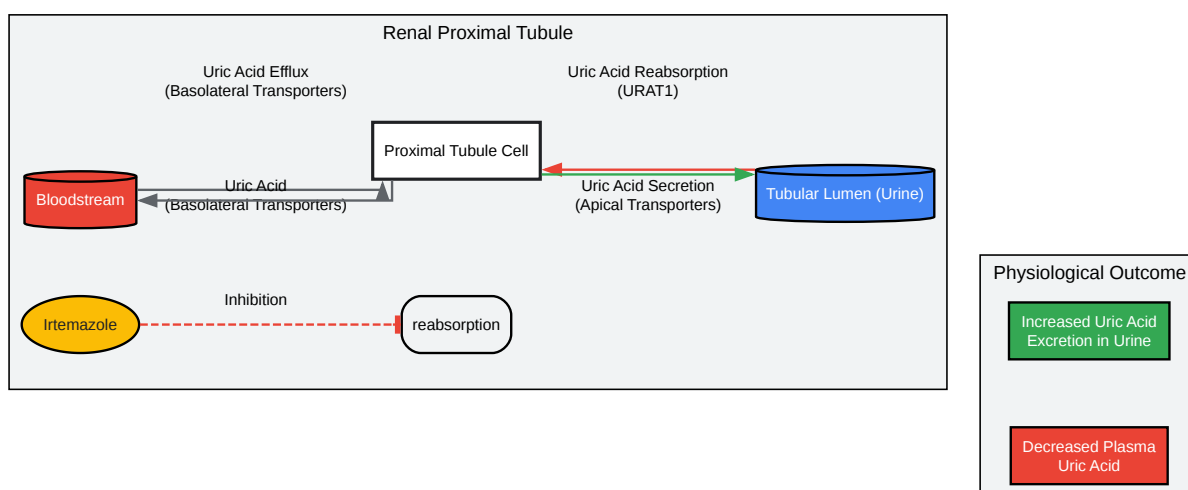 Renal Proximal Tubule
Uric Acid Efflux
(Basolateral Transporters)
Uric Acid Reabsorption
(URAT1)
Proximal Tubule Cell
Bloodstream
Uric Acid
(Basolateral Transporters)
Uric Acid Secretion
(Apical Transporters)
Tubular Lumen (Urine)
Irtemazole
Inhibition
reabsorption
Physiological Outcome
Increased Uric Acid
Excretion in Urine
Decreased Plasma
Uric Acid